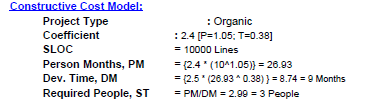 Constructive Cost Model:
Project Type : Organic
Coefficient : 2.4 [P=1.05; T=0.38]
SLOC = 10000 Lines
Person Months, PM = {2.4 * (10^1.05)} = 26.93
Dev. Time, DM = {2.5 * (26.93 ^ 0.38) } = 8.74 = 9 Months
Required People, ST = PM/DM = 2.99 = 3 People